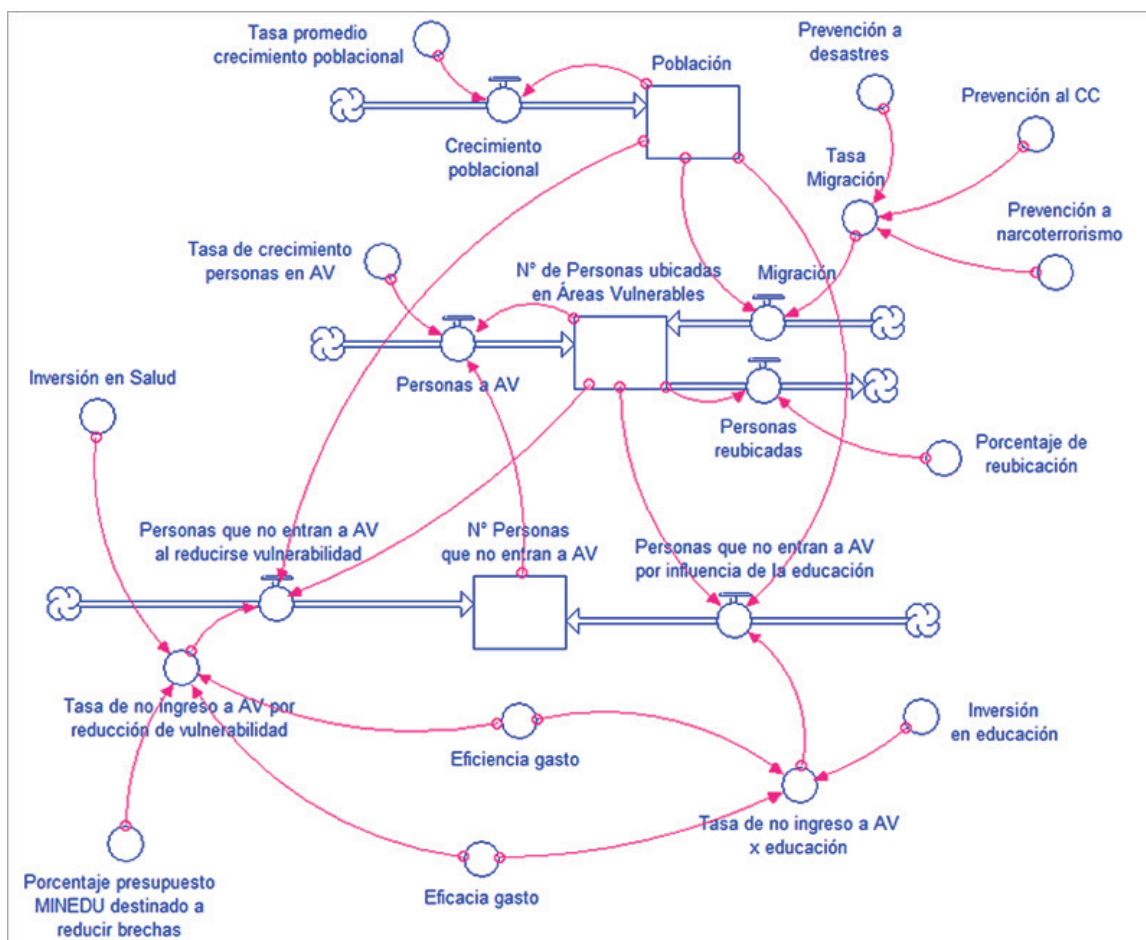 Tasa promedio
crecimiento poblacional
Población
Prevención a
desastres
Prevención al CC
Crecimiento
poblacional
Tasa
Migración
Prevención a
narcoterrorismo
Tasa de crecimiento
personas en AV
N° de Personas ubicadas
en Áreas Vulnerables
Migración
Inversión en Salud
Personas a AV
Personas
reubicadas
Porcentaje de
reubicación
Personas que no entran a AV
al reducirse vulnerabilidad
N° Personas
que no entran a AV
Personas que no entran a AV
por influencia de la educación
Tasa de no ingreso a AV por
reducción de vulnerabilidad
Eficiencia gasto
Inversión
en educación
Tasa de no ingreso a AV
x educación
Porcentaje presupuesto
MINEDU destinado a
reducir brechas
Eficacia gasto